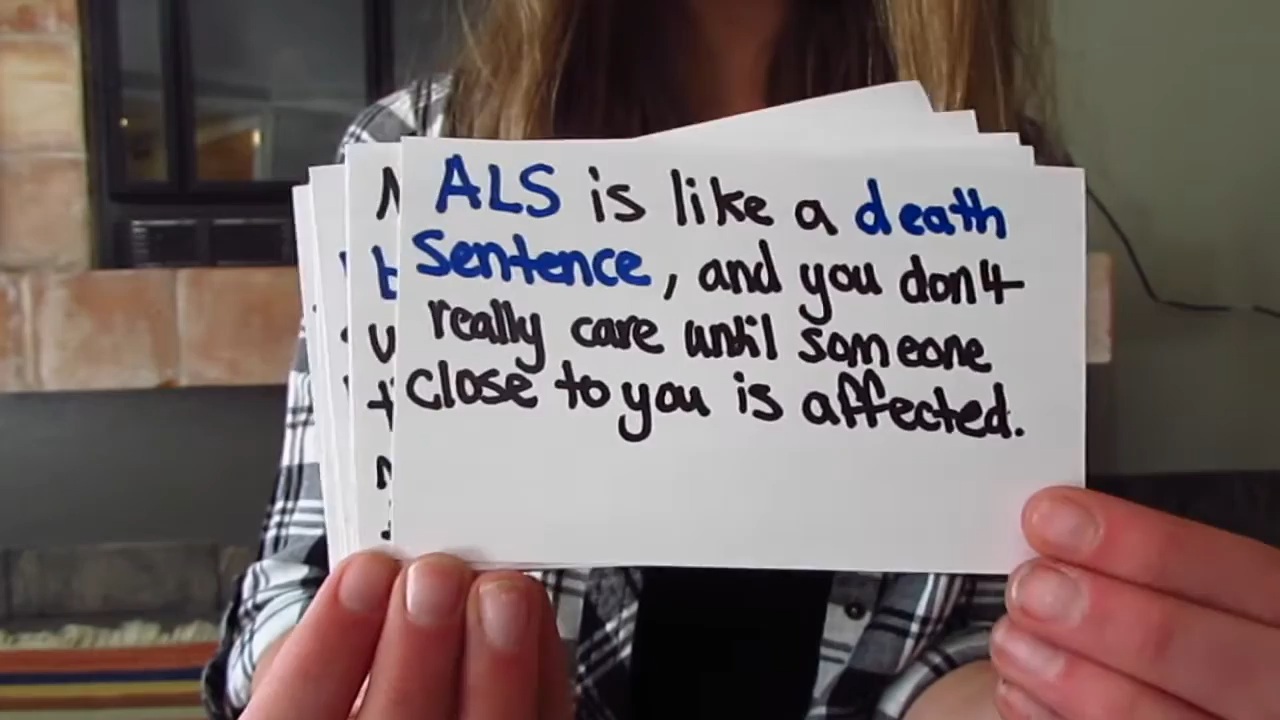 ALS is like a death
Sentence, and you don't
really care until someone
close to you is affected.